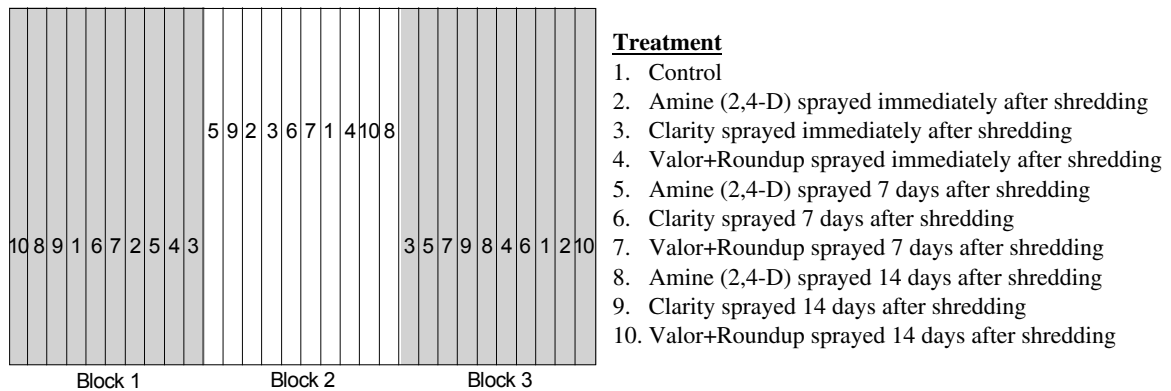 5 9 2 3 6 7 1 4 10 8
10 8 9 1 6 7 2 5 4 3
3 5 7 9 8 4 6 1 2 10
Block 1
Block 2
Block 3
Treatment
1. Control
2. Amine (2,4-D) sprayed immediately after shredding
3. Clarity sprayed immediately after shredding
4. Valor+Roundup sprayed immediately after shredding
5. Amine (2,4-D) sprayed 7 days after shredding
6. Clarity sprayed 7 days after shredding
7. Valor+Roundup sprayed 7 days after shredding
8. Amine (2,4-D) sprayed 14 days after shredding
9. Clarity sprayed 14 days after shredding
10. Valor+Roundup sprayed 14 days after shredding